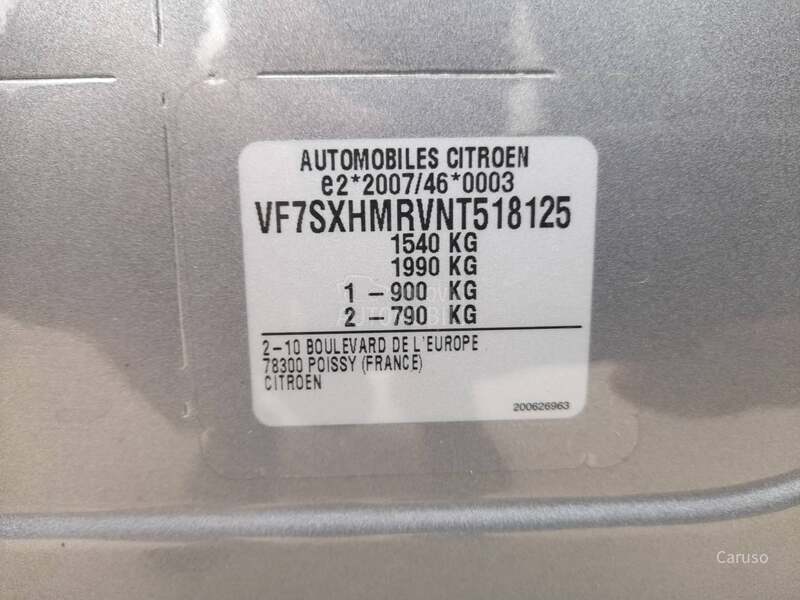 AUTOMOBILES CITROEN
e2*2007/46*0003
VF7SXHMRVNT518125
1540 KG
1990 KG
1 – 900 KG
2 – 790 KG
2–10 BOULEVARD DE L'EUROPE
78300 POISSY (FRANCE)
CITROEN
200626963
Caruso